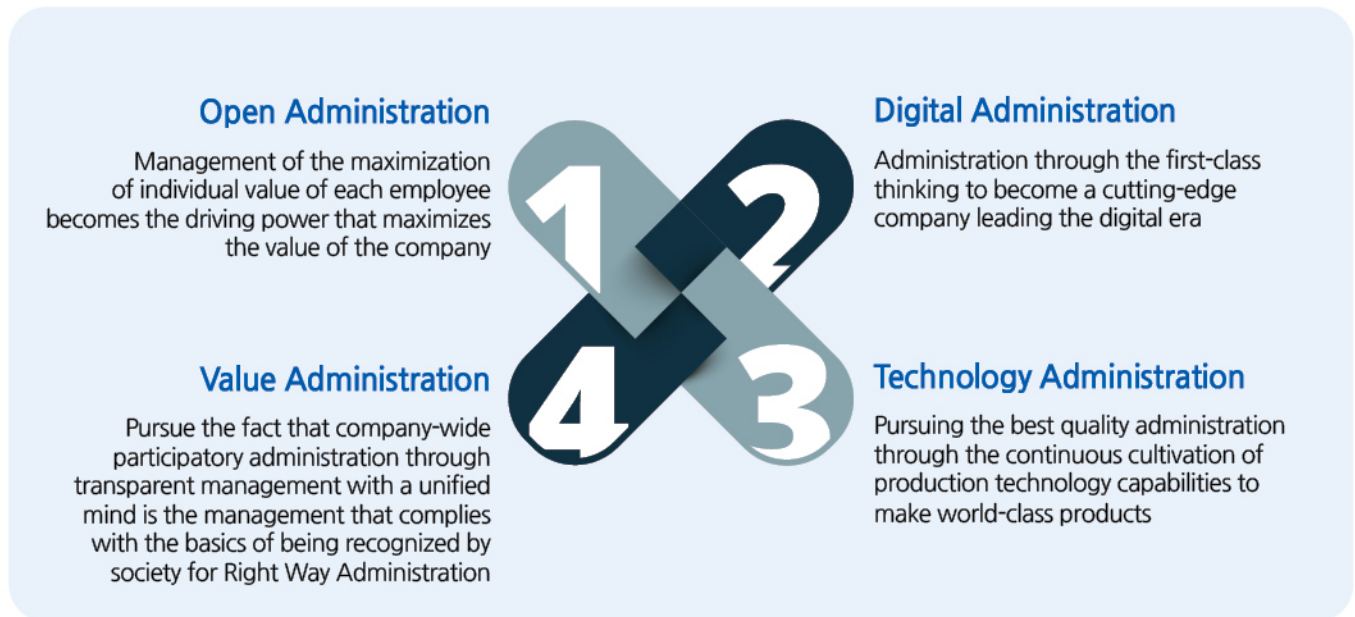 1
Open Administration
Management of the maximization
of individual value of each employee
becomes the driving power that maximizes
the value of the company
2
Digital Administration
Administration through the first-class
thinking to become a cutting-edge
company leading the digital era
3
Technology Administration
Pursuing the best quality administration
through the continuous cultivation of
production technology capabilities to
make world-class products
4
Value Administration
Pursue the fact that company-wide
participatory administration through
transparent management with a unified
mind is the management that complies
with the basics of being recognized by
society for Right Way Administration